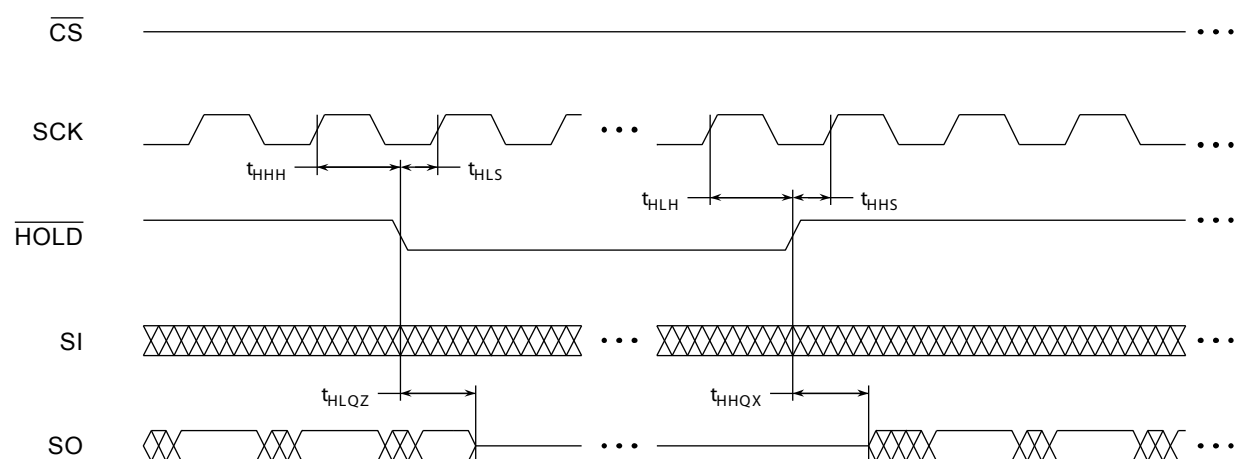 CS
SCK
tHHH
tHLS
tHLH
tHHS
HOLD
SI
tHLQZ
tHHQX
SO